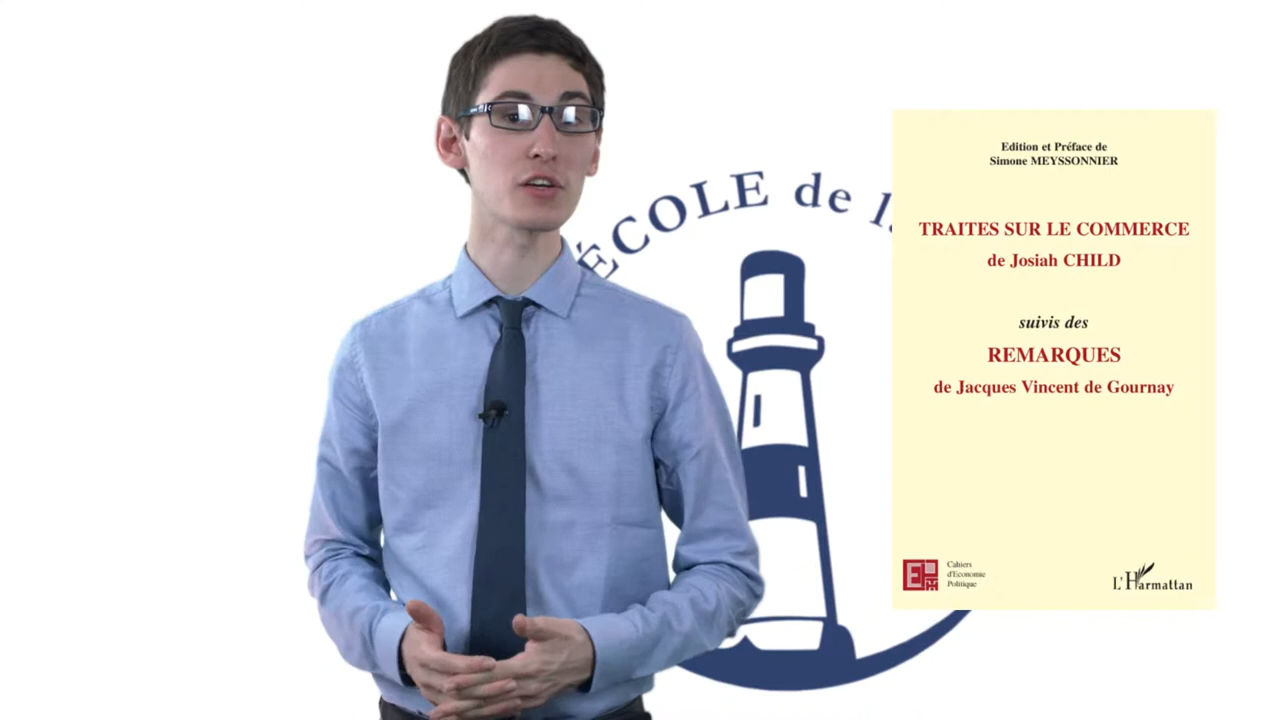 ÉCOLE de l
Edition et Préface de
Simone MEYSSONNIER
TRAITES SUR LE COMMERCE
de Josiah CHILD
suivis des
REMARQUES
de Jacques Vincent de Gournay
Cahiers
d'Economie
Politique
L'Harmattan